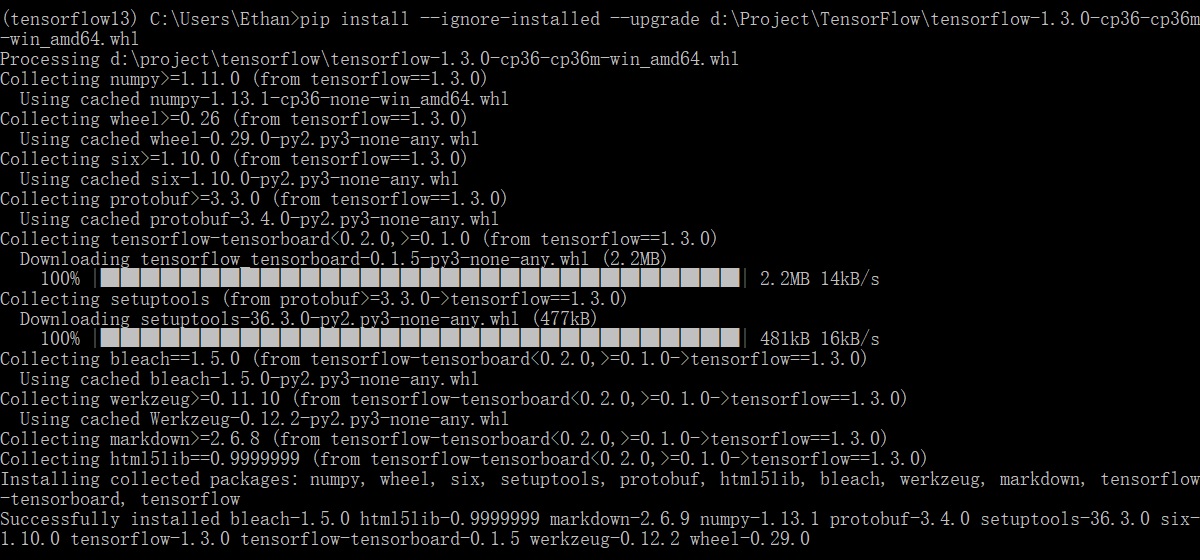 (tensorflow13) C:\Users\Ethan>pip install --ignore-installed --upgrade d:\Project\TensorFlow\tensorflow-1.3.0-cp36-cp36m
-win_amd64.whl
Processing d:\project\tensorflow\tensorflow-1.3.0-cp36-cp36m-win_amd64.whl
Collecting numpy>=1.11.0 (from tensorflow==1.3.0)
  Using cached numpy-1.13.1-cp36-none-win_amd64.whl
Collecting wheel>=0.26 (from tensorflow==1.3.0)
  Using cached wheel-0.29.0-py2.py3-none-any.whl
Collecting six>=1.10.0 (from tensorflow==1.3.0)
  Using cached six-1.10.0-py2.py3-none-any.whl
Collecting protobuf>=3.3.0 (from tensorflow==1.3.0)
  Using cached protobuf-3.4.0-py2.py3-none-any.whl
Collecting tensorflow-tensorboard<0.2.0,>=0.1.0 (from tensorflow==1.3.0)
  Downloading tensorflow_tensorboard-0.1.5-py3-none-any.whl (2.2MB)
    100% |████████████████████████████████| 2.2MB 14kB/s
Collecting setuptools (from protobuf>=3.3.0->tensorflow==1.3.0)
  Downloading setuptools-36.3.0-py2.py3-none-any.whl (477kB)
    100% |████████████████████████████████| 481kB 16kB/s
Collecting bleach==1.5.0 (from tensorflow-tensorboard<0.2.0,>=0.1.0->tensorflow==1.3.0)
  Using cached bleach-1.5.0-py2.py3-none-any.whl
Collecting werkzeug>=0.11.10 (from tensorflow-tensorboard<0.2.0,>=0.1.0->tensorflow==1.3.0)
  Using cached Werkzeug-0.12.2-py2.py3-none-any.whl
Collecting markdown>=2.6.8 (from tensorflow-tensorboard<0.2.0,>=0.1.0->tensorflow==1.3.0)
Collecting html5lib==0.9999999 (from tensorflow-tensorboard<0.2.0,>=0.1.0->tensorflow==1.3.0)
Installing collected packages: numpy, wheel, six, setuptools, protobuf, html5lib, bleach, werkzeug, markdown, tensorflow
-tensorboard, tensorflow
Successfully installed bleach-1.5.0 html5lib-0.9999999 markdown-2.6.9 numpy-1.13.1 protobuf-3.4.0 setuptools-36.3.0 six-
1.10.0 tensorflow-1.3.0 tensorflow-tensorboard-0.1.5 werkzeug-0.12.2 wheel-0.29.0